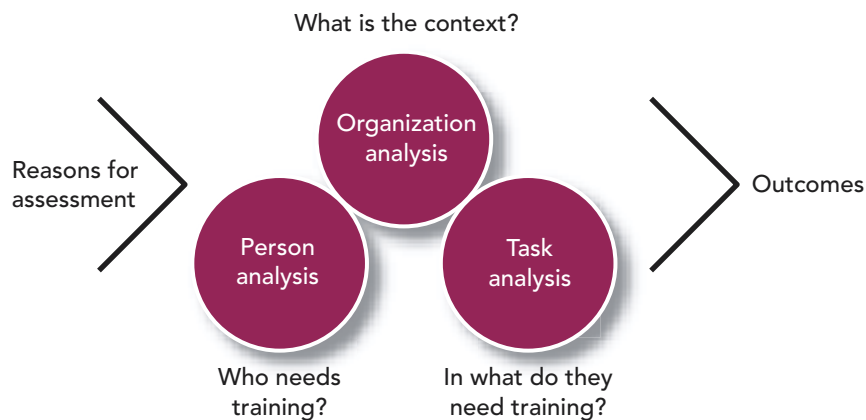 What is the context?
Organization
analysis
Reasons for
assessment
Outcomes
Person
analysis
Task
analysis
Who needs
training?
In what do they
need training?